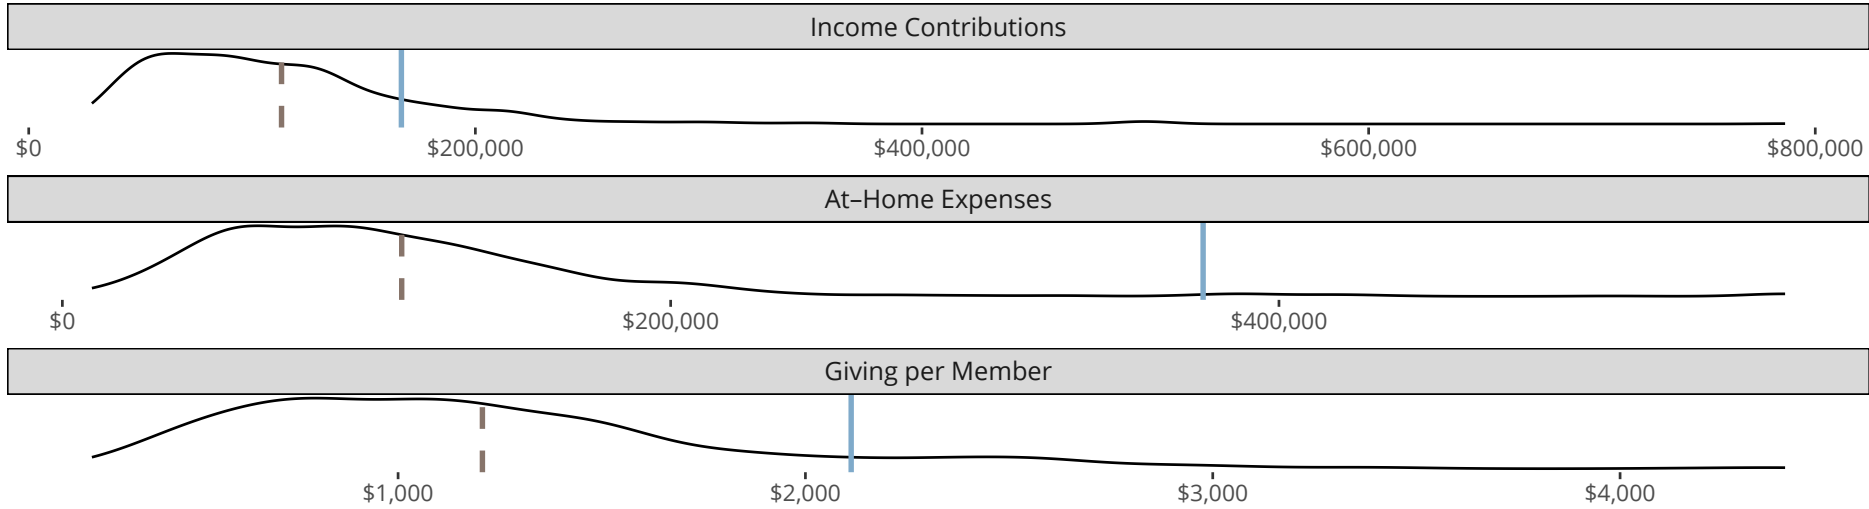 Income Contributions
$0 $200,000 $400,000 $600,000 $800,000
At–Home Expenses
$0 $200,000 $400,000
Giving per Member
$1,000 $2,000 $3,000 $4,000